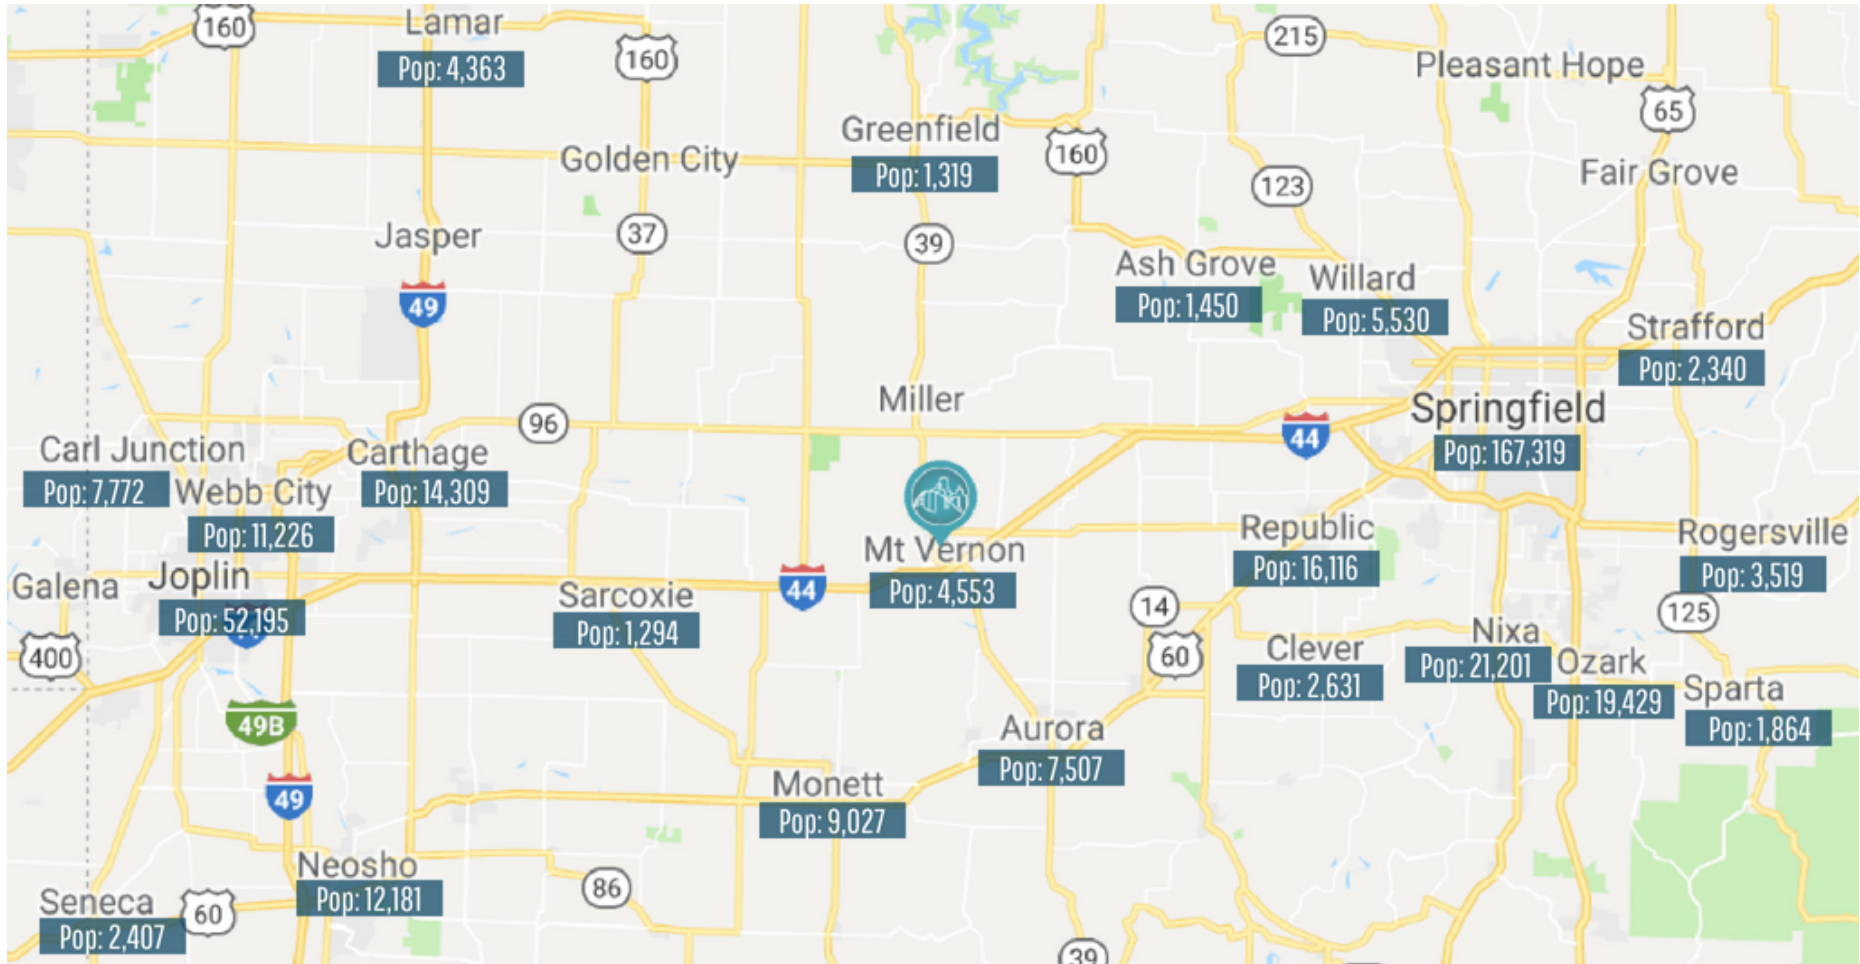 160
Lamar
Pop: 4,363
160
215
Pleasant Hope
65
Greenfield
Pop: 1,319
160
Golden City
123
Fair Grove
Jasper
37
39
49
Ash Grove
Pop: 1,450
Willard
Pop: 5,530
Strafford
Pop: 2,340
Miller
96
Springfield
Pop: 167,319
44
Carl Junction
Pop: 7,772
Carthage
Pop: 14,309
Webb City
Pop: 11,226
Mt Vernon
Pop: 4,553
Republic
Pop: 16,116
Rogersville
Pop: 3,519
Galena
Joplin
Pop: 52,195
Sarcoxie
Pop: 1,294
44
14
125
400
60
Clever
Pop: 2,631
Nixa
Pop: 21,201
Ozark
Pop: 19,429
Sparta
Pop: 1,864
49B
Aurora
Pop: 7,507
49
Monett
Pop: 9,027
Neosho
Pop: 12,181
86
Seneca
Pop: 2,407
60
39